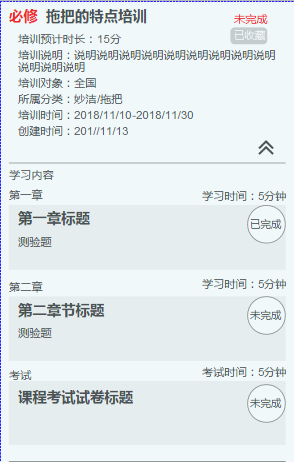 必修 拖把的特点培训 未完成
已收藏
培训预计时长：15分
培训说明：说明说明说明说明说明说明说明说明说明
说明说明说明
培训对象：全国
所属分类：妙洁/拖把
培训时间：2018/11/10-2018/11/30
创建时间：201//11/13
学习内容
第一章 学习时间：5分钟
第一章标题
已完成
测验题
第二章 学习时间：5分钟
第二章节标题
未完成
测验题
考试 考试时间：5分钟
课程考试试卷标题
未完成